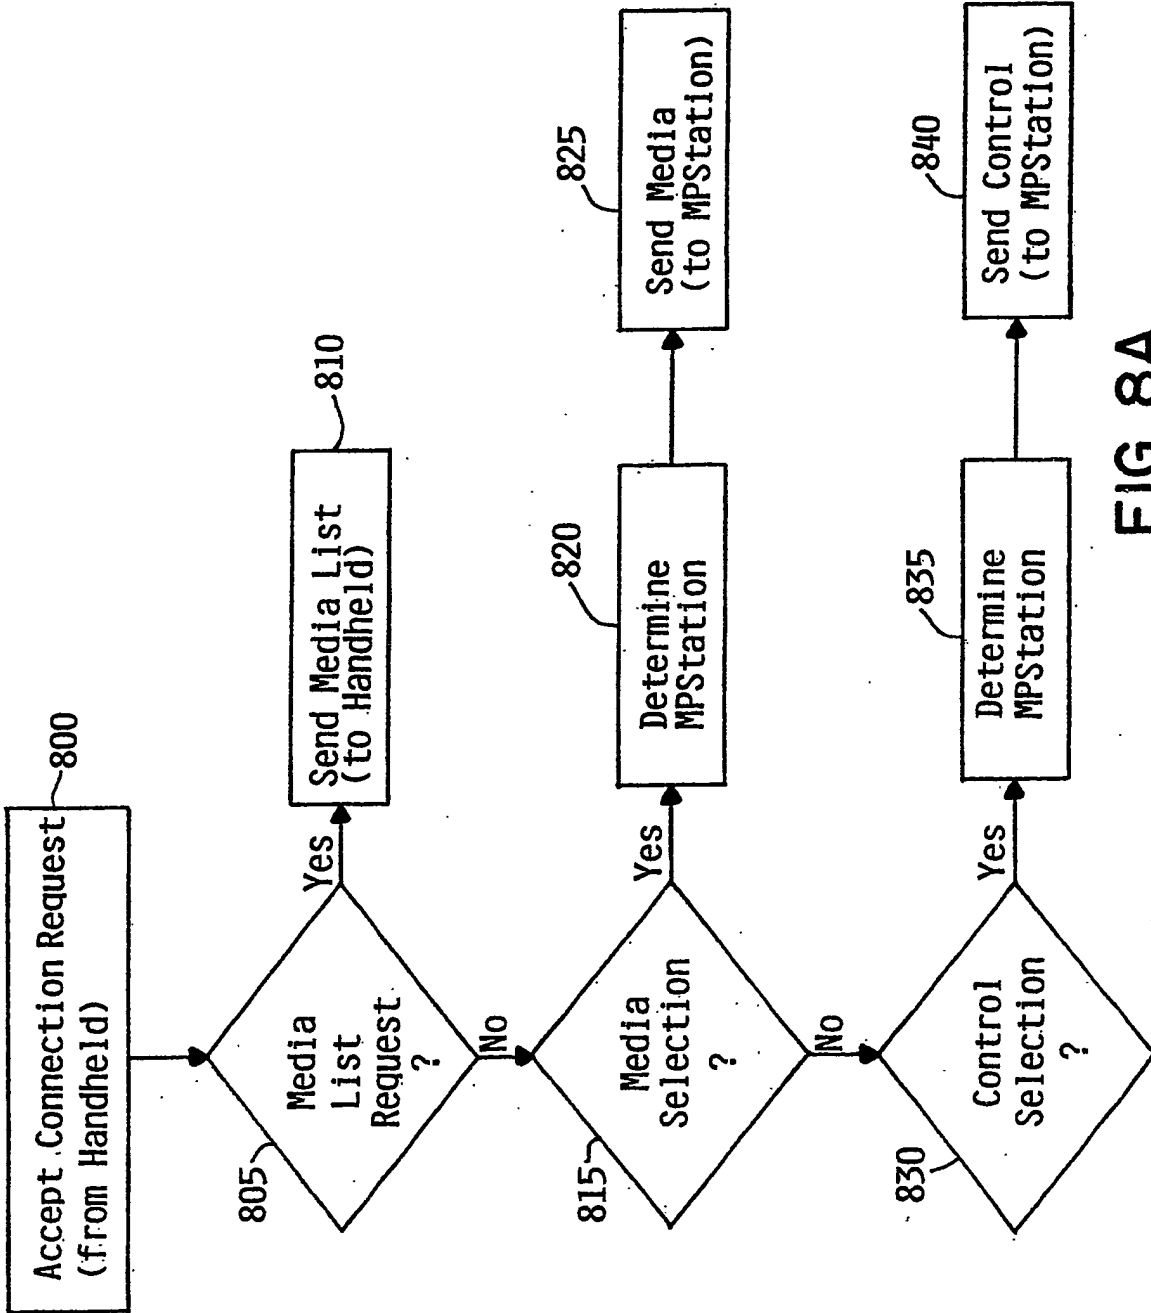 Accept Connection Request
(from Handheld)
800
Media
List
Request
?
805
Yes
Send Media List
(to Handheld)
810
No
Media
Selection
?
815
Yes
Determine
MPStation
820
Send Media
(to MPStation)
825
No
Control
Selection
?
830
Yes
Determine
MPStation
835
Send Control
(to MPStation)
840
FIG 8A